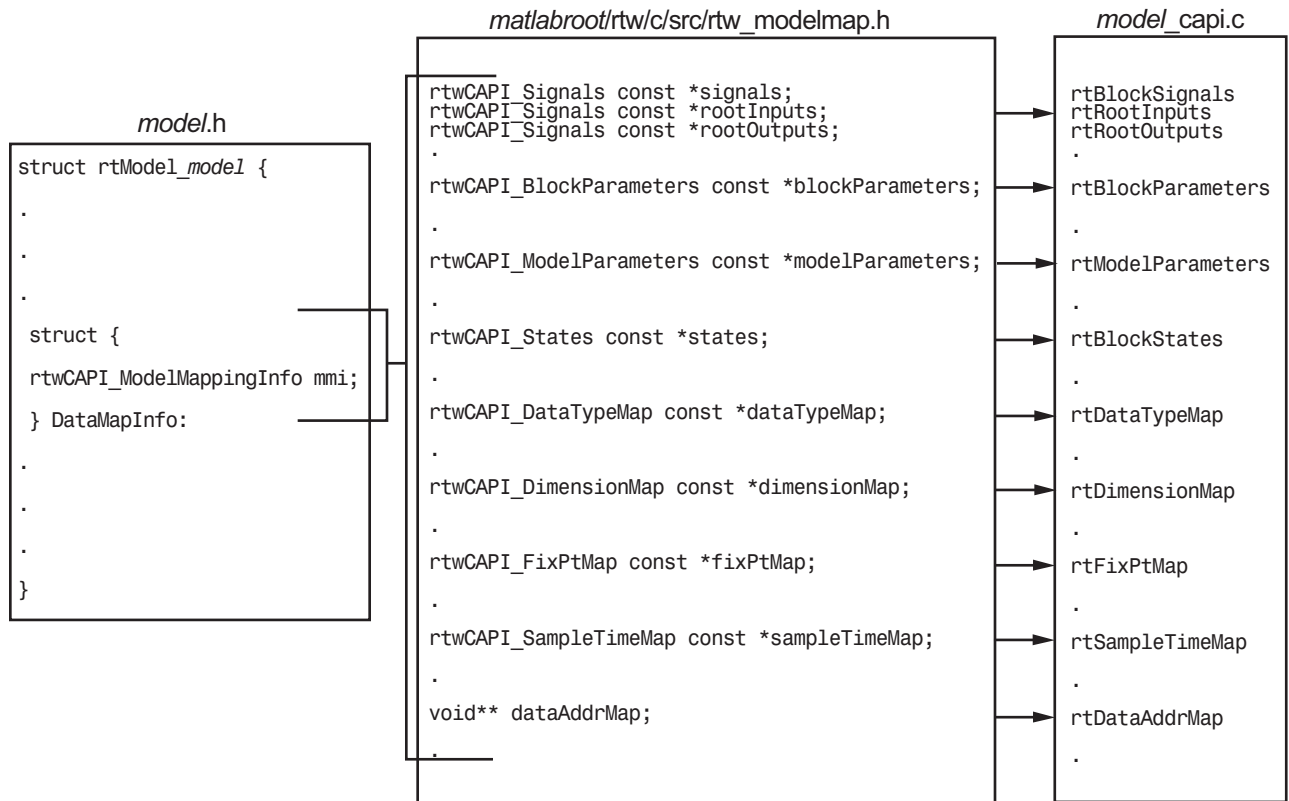 model.h
struct rtModel_model {
.
.
.
struct {
rtwCAPI_ModelMappingInfo mmi;
} DataMapInfo:
.
.
.
}
matlabroot/rtw/c/src/rtw_modelmap.h
rtwCAPI_Signals const *signals;
rtwCAPI_Signals const *rootInputs;
rtwCAPI_Signals const *rootOutputs;
.
rtwCAPI_BlockParameters const *blockParameters;
.
rtwCAPI_ModelParameters const *modelParameters;
.
rtwCAPI_States const *states;
.
rtwCAPI_DataTypeMap const *dataTypeMap;
.
rtwCAPI_DimensionMap const *dimensionMap;
.
rtwCAPI_FixPtMap const *fixPtMap;
.
rtwCAPI_SampleTimeMap const *sampleTimeMap;
.
void** dataAddrMap;
.
model_capi.c
rtBlockSignals
rtRootInputs
rtRootOutputs
.
rtBlockParameters
.
rtModelParameters
.
rtBlockStates
.
rtDataTypeMap
.
rtDimensionMap
.
rtFixPtMap
.
rtSampleTimeMap
.
rtDataAddrMap
.